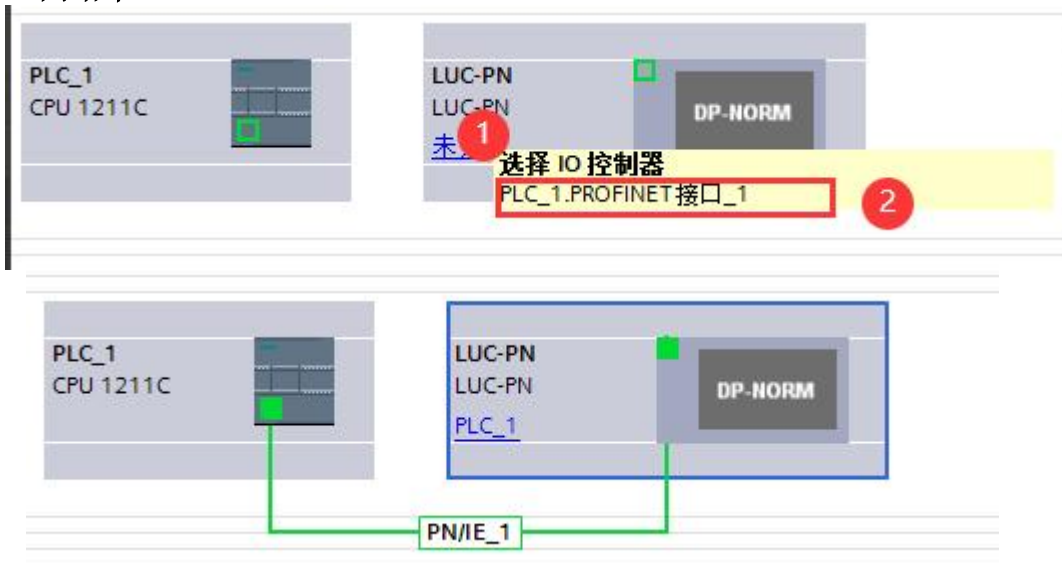 PLC_1
CPU 1211C
LUC-PN
LUC-PN
DP-NORM
未
1
选择 IO 控制器
PLC_1.PROFINET接口_1
2
PLC_1
CPU 1211C
LUC-PN
LUC-PN
PLC_1
DP-NORM
PN/IE_1